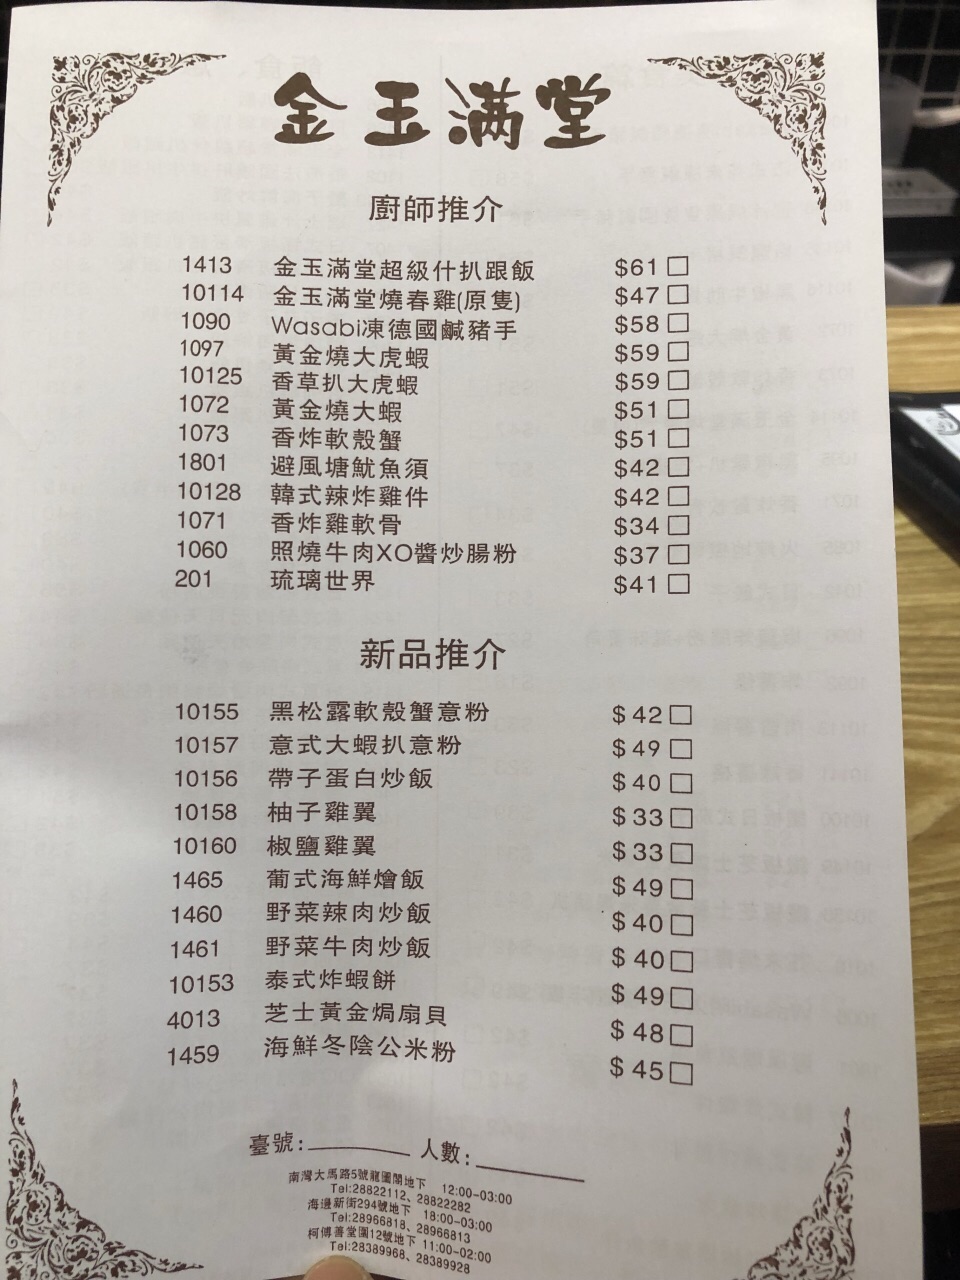 金玉滿堂
廚師推介
1413 金玉滿堂超級什扒跟飯 $61
10114 金玉滿堂燒春雞(原隻) $47
1090 Wasabi凍德國鹹豬手 $58
1097 黃金燒大虎蝦 $59
10125 香草扒大虎蝦 $59
1072 黃金燒大蝦 $51
1073 香炸軟殼蟹 $51
1801 避風塘魷魚須 $42
10128 韓式辣炸雞件 $42
1071 香炸雞軟骨 $34
1060 照燒牛肉XO醬炒腸粉 $37
201 琉璃世界 $41
新品推介
10155 黑松露軟殼蟹意粉 $42
10157 意式大蝦扒意粉 $49
10156 帶子蛋白炒飯 $40
10158 柚子雞翼 $33
10160 椒鹽雞翼 $33
1465 葡式海鮮燴飯 $49
1460 野菜辣肉炒飯 $40
1461 野菜牛肉炒飯 $40
10153 泰式炸蝦餅 $49
4013 芝士黃金焗扇貝 $48
1459 海鮮冬陰公米粉 $45
臺號: 人數:
南灣大馬路5號龍圖閣地下 12:00-03:00
Tel:28822112、28822282
海邊新街294號地下 18:00-03:00
Tel:28966818、28966813
柯傅善堂圍12號地下 11:00-02:00
Tel:28389968、28389928